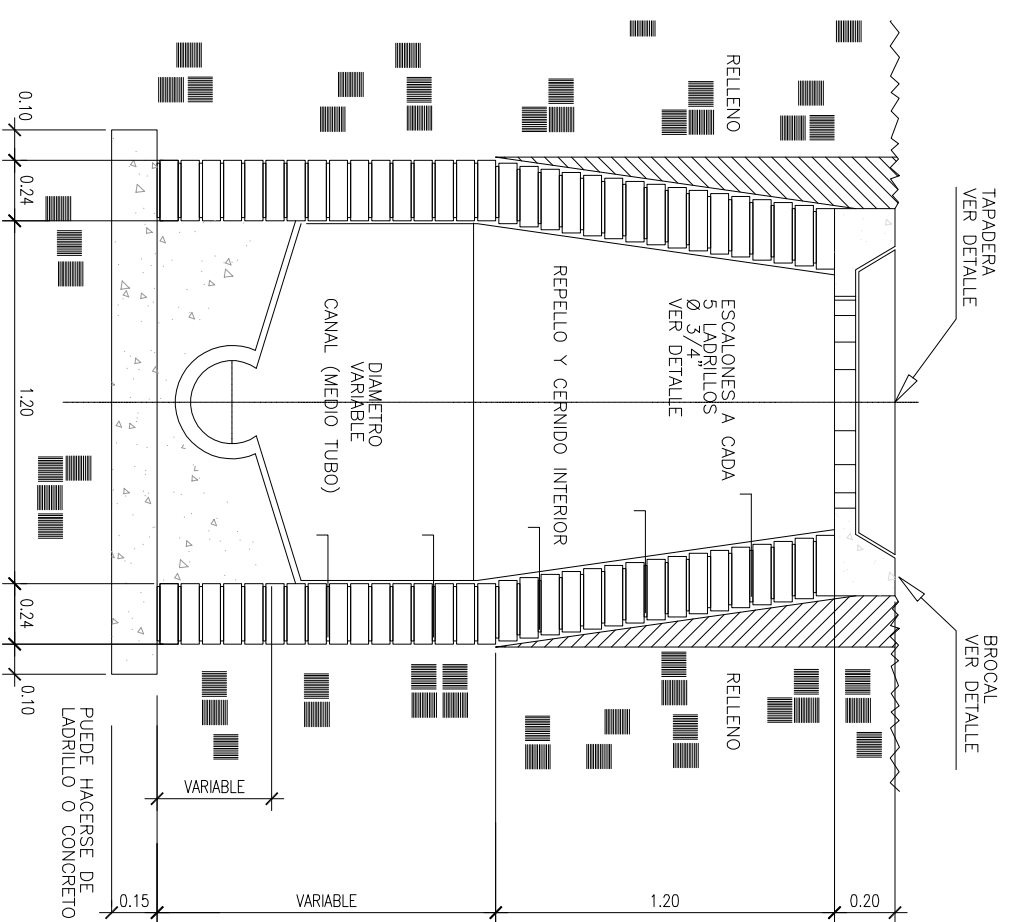 TAPADERA
VER DETALLE
BROCAL
VER DETALLE
RELLENO
RELLENO
ESCALONES A CADA
5 LADRILLOS
Ø 3/4"
VER DETALLE
REPELLO Y CERNIDO INTERIOR
DIAMETRO
VARIABLE
CANAL (MEDIO TUBO)
0.20
1.20
VARIABLE
VARIABLE
0.15
PUEDE HACERSE DE
LADRILLO O CONCRETO
0.10
0.24
1.20
0.24
0.10